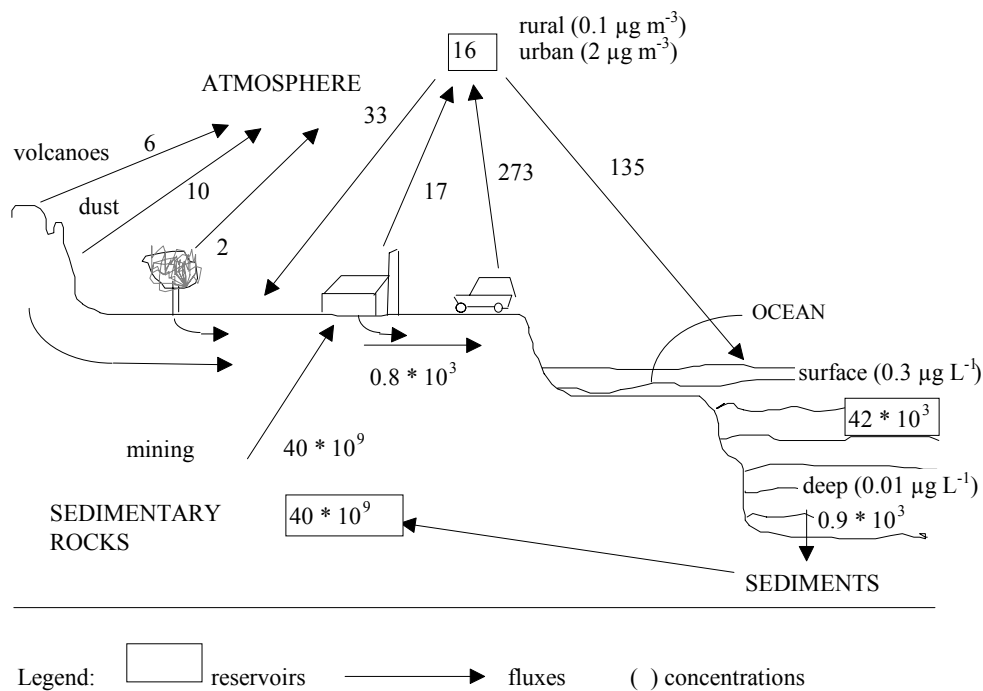 rural (0.1 µg m⁻³)
16
urban (2 µg m⁻³)
ATMOSPHERE
33
volcanoes
6
135
273
dust
10
17
2
OCEAN
surface (0.3 µg L⁻¹)
0.8 * 10³
42 * 10³
mining
40 * 10⁹
deep (0.01 µg L⁻¹)
SEDIMENTARY
ROCKS
40 * 10⁹
0.9 * 10³
SEDIMENTS
Legend:
reservoirs
fluxes
( ) concentrations